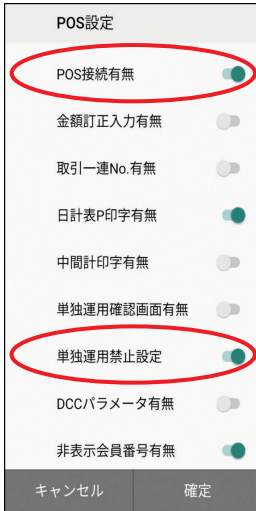 POS設定
POS接続有無
金額訂正入力有無
取引一連No.有無
日計表P印字有無
中間計印字有無
単独運用確認画面有無
単独運用禁止設定
DCCパラメータ有無
非表示会員番号有無
キャンセル 確定